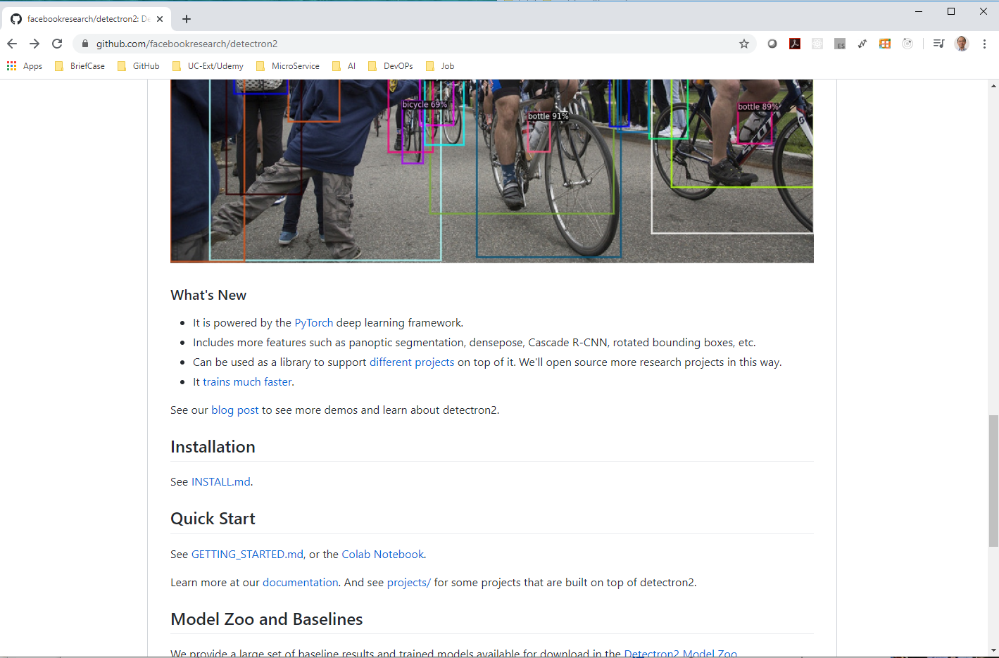 facebookresearch/detectron2: De
github.com/facebookresearch/detectron2
Apps BriefCase GitHub UC-Ext/Udemy MicroService AI DevOPs Job
bicycle 69%
bottle 91%
bottle 89%
SCOTT
What's New
It is powered by the PyTorch deep learning framework.
Includes more features such as panoptic segmentation, densepose, Cascade R-CNN, rotated bounding boxes, etc.
Can be used as a library to support different projects on top of it. We'll open source more research projects in this way.
It trains much faster.
See our blog post to see more demos and learn about detectron2.
Installation
See INSTALL.md.
Quick Start
See GETTING_STARTED.md, or the Colab Notebook.
Learn more at our documentation. And see projects/ for some projects that are built on top of detectron2.
Model Zoo and Baselines
We provide a large set of baseline results and trained models available for download in the Detectron2 Model Zoo